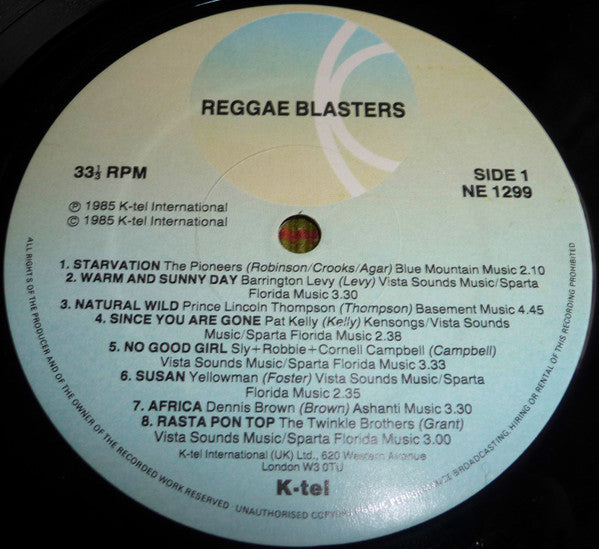 REGGAE BLASTERS
33⅓ RPM
SIDE 1
NE 1299
Ⓟ 1985 K-tel International
© 1985 K-tel International
1. STARVATION The Pioneers (Robinson/Crooks/Agar) Blue Mountain Music 2.10
2. WARM AND SUNNY DAY Barrington Levy (Levy) Vista Sounds Music/Sparta
Florida Music 3.30
3. NATURAL WILD Prince Lincoln Thompson (Thompson) Basement Music 4.45
4. SINCE YOU ARE GONE Pat Kelly (Kelly) Kensongs/Vista Sounds
Music/Sparta Florida Music 2.38
5. NO GOOD GIRL Sly+Robbie+Cornell Campbell (Campbell)
Vista Sounds Music/Sparta Florida Music 3.33
6. SUSAN Yellowman (Foster) Vista Sounds Music/Sparta
Florida Music 2.35
7. AFRICA Dennis Brown (Brown) Ashanti Music 3.30
8. RASTA PON TOP The Twinkle Brothers (Grant)
Vista Sounds Music/Sparta Florida Music 3.00
K-tel International (UK) Ltd., 620 Western Avenue
London W3 0TU
K-tel
ALL RIGHTS OF THE PRODUCER AND OF THE OWNER OF THE RECORDED WORK RESERVED UNAUTHORISED COPYING PUBLIC PERFORMANCE BROADCASTING, HIRING OR RENTAL OF THIS RECORDING PROHIBITED